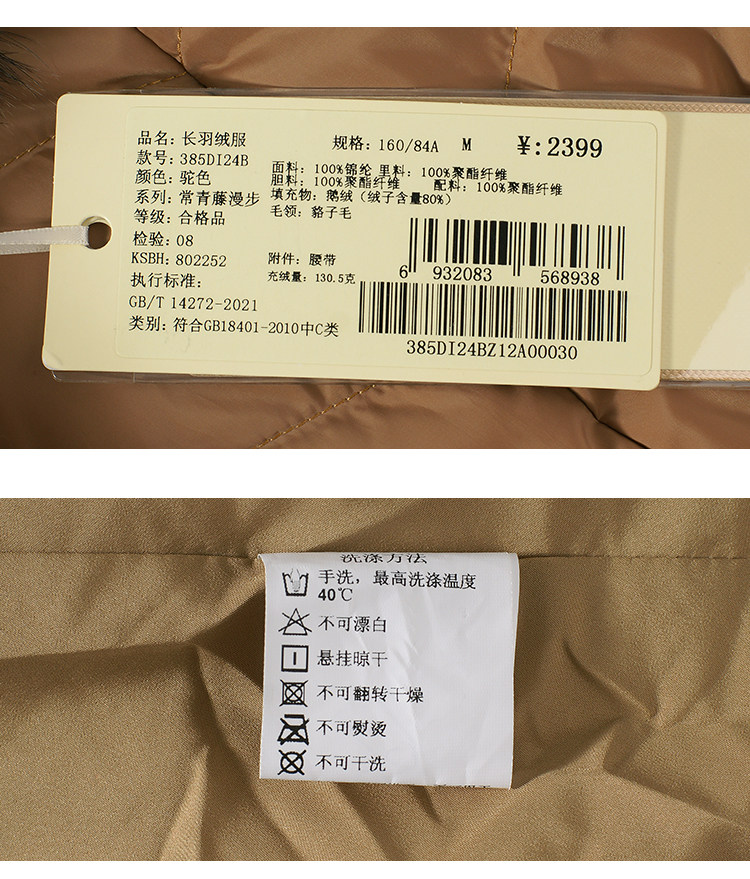 品名: 长羽绒服
规格: 160/84A M ¥:2399
款号: 385DI24B
颜色: 驼色
系列: 常青藤漫步
等级: 合格品
检验: 08
KSBH: 802252
执行标准:
GB/T 14272-2021
类别: 符合GB18401-2010中C类
面料: 100%锦纶 里料: 100%聚酯纤维
胆料: 100%聚酯纤维 配料: 100%聚酯纤维
填充物: 鹅绒 (绒子含量80%)
毛领: 貉子毛
附件: 腰带
充绒量: 130.5克
6 932083 568938
385DI24BZ12A00030
洗涤方法
手洗，最高洗涤温度
40℃
不可漂白
悬挂晾干
不可翻转干燥
不可熨烫
不可干洗